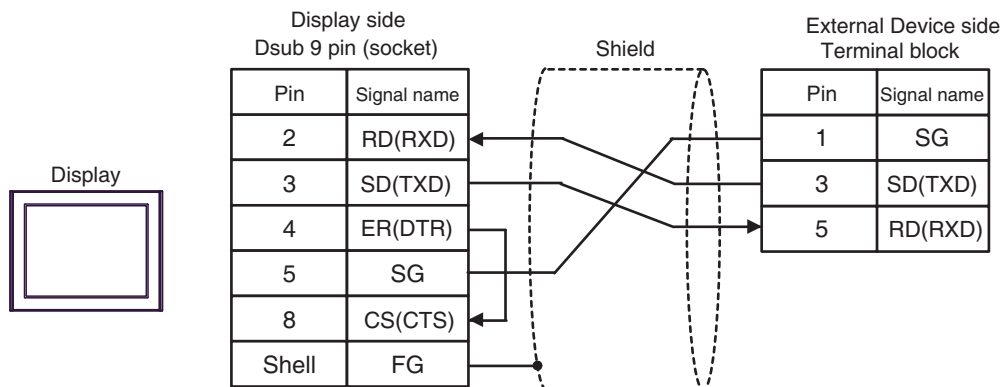 Display side
Dsub 9 pin (socket)
Shield
External Device side
Terminal block
Display
Pin Signal name
2 RD(RXD)
3 SD(TXD)
4 ER(DTR)
5 SG
8 CS(CTS)
Shell FG
Pin Signal name
1 SG
3 SD(TXD)
5 RD(RXD)